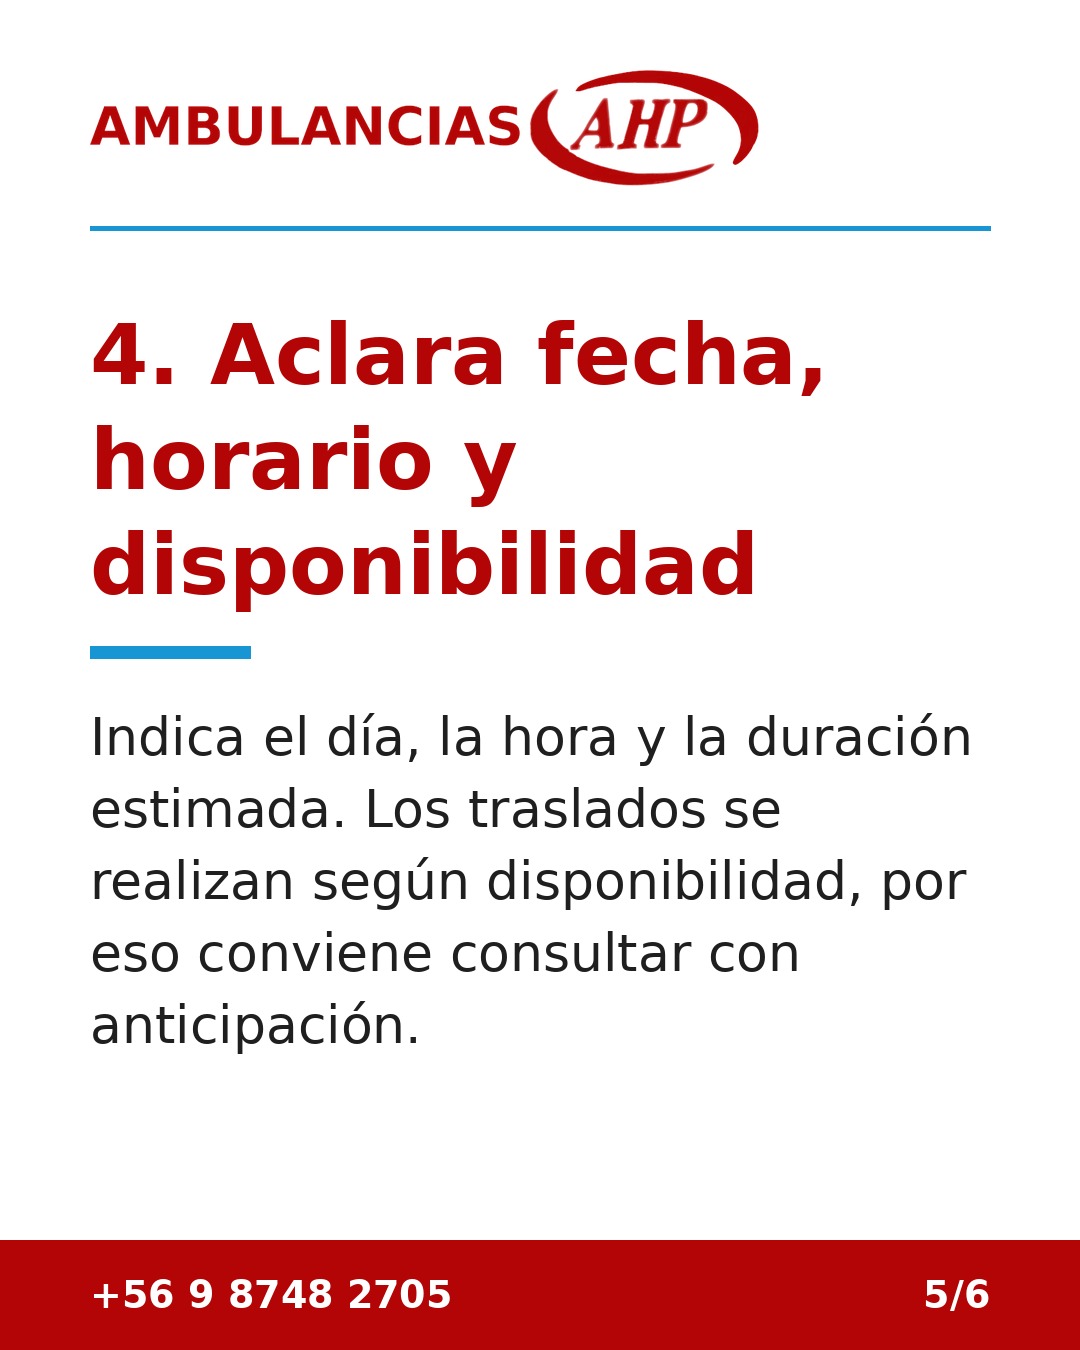 AMBULANCIAS AHP
4. Aclara fecha,
horario y
disponibilidad
Indica el día, la hora y la duración
estimada. Los traslados se
realizan según disponibilidad, por
eso conviene consultar con
anticipación.
+56 9 8748 2705
5/6